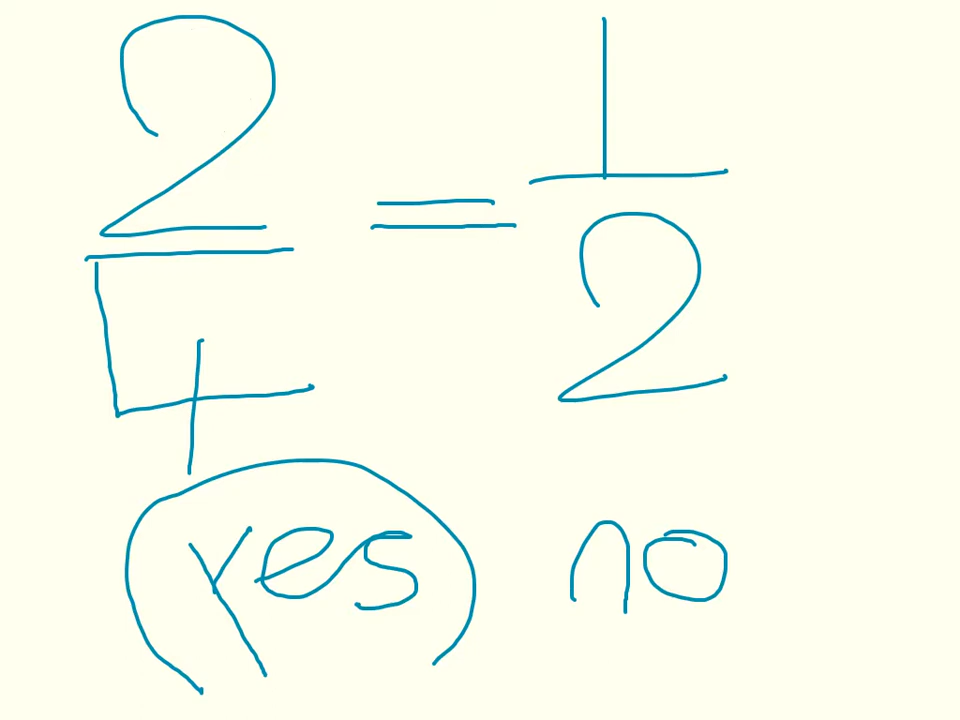 2/4 = 1/2
yes no